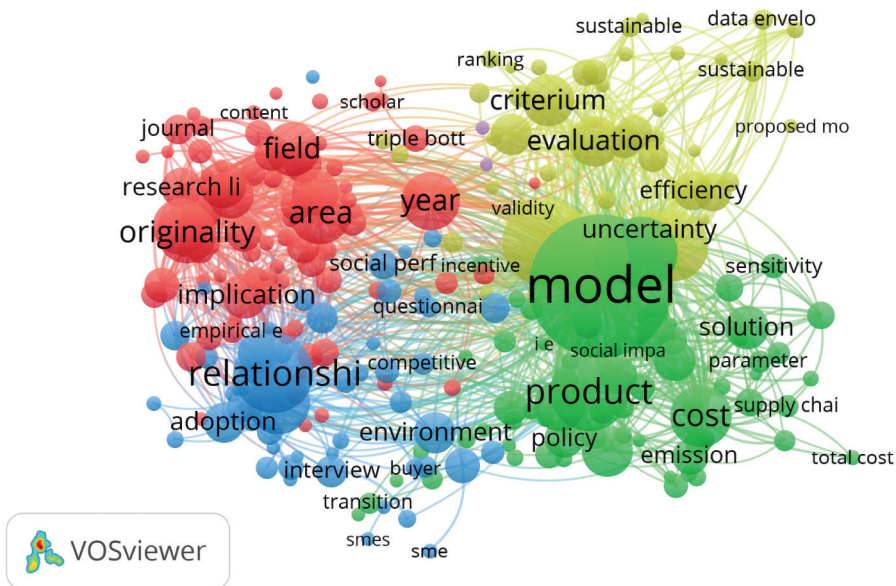 sustainable
data envelo
ranking
sustainable
criterium
content
scholar
journal
field
triple bott
evaluation
proposed mo
research li
efficiency
area
year
validity
originality
uncertainty
social perf
incentive
sensitivity
implication
model
questionnai
solution
empirical e
i e
social impa
parameter
relationshi
competitive
product
cost
supply chai
adoption
environment
policy
emission
total cost
interview
buyer
transition
smes
sme
VOSviewer